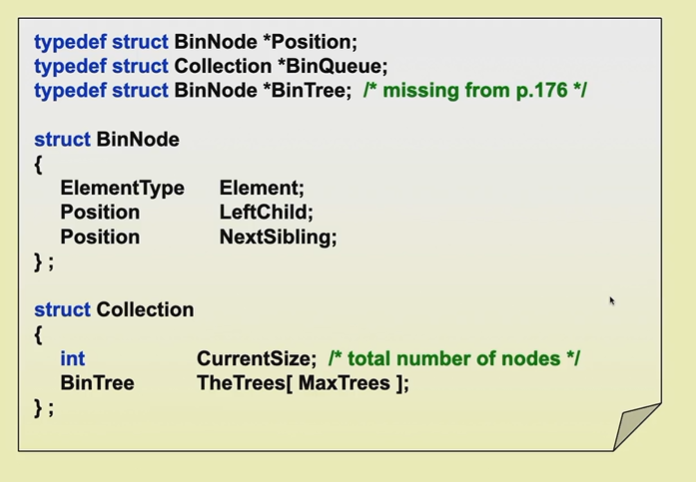 typedef struct BinNode *Position;
typedef struct Collection *BinQueue;
typedef struct BinNode *BinTree; /* missing from p.176 */
struct BinNode
{
ElementType Element;
Position LeftChild;
Position NextSibling;
} ;
struct Collection
{
int CurrentSize; /* total number of nodes */
BinTree TheTrees[ MaxTrees ];
} ;